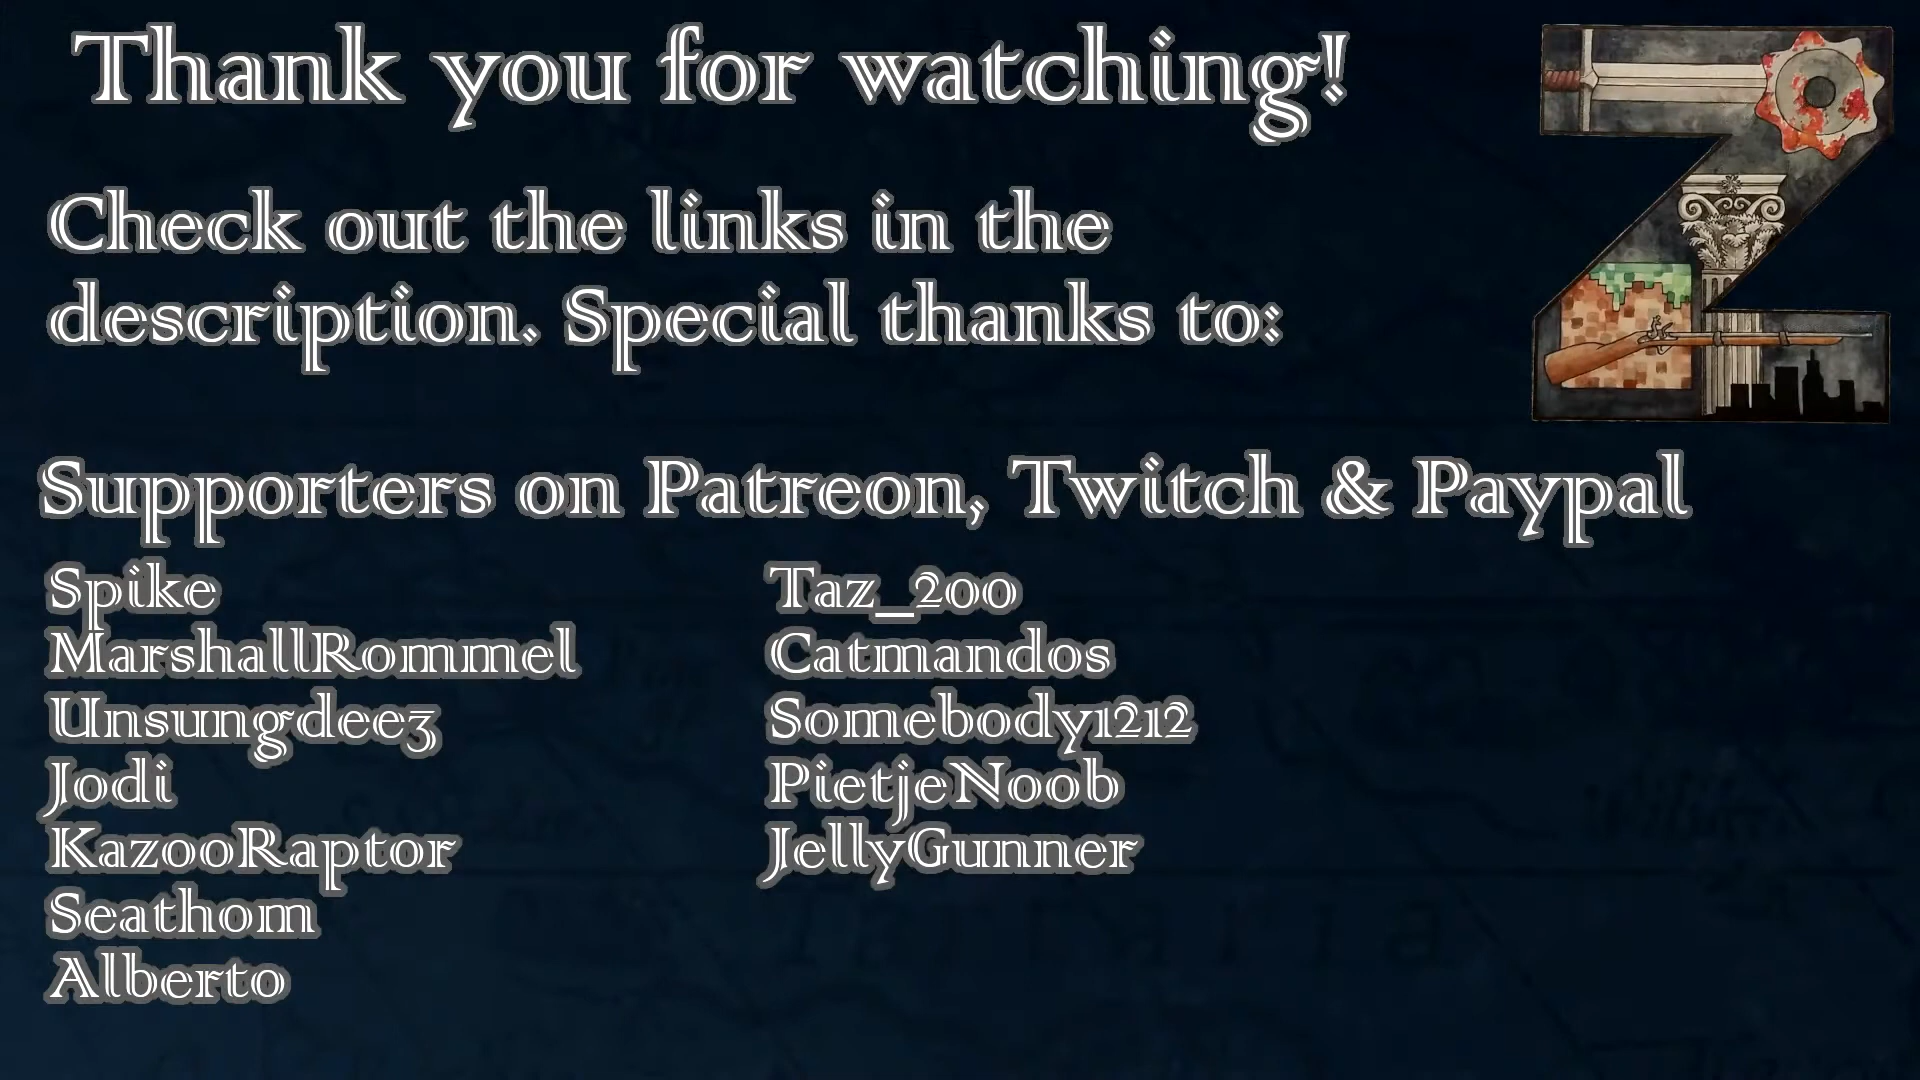 Thank you for watching!
Check out the links in the
description. Special thanks to:
Supporters on Patreon, Twitch & Paypal
Spike
MarshallRommel
Unsungdee3
Jodi
KazooRaptor
Seathom
Alberto
Taz_200
Catmandos
Somebody1212
PietjeNoob
JellyGunner